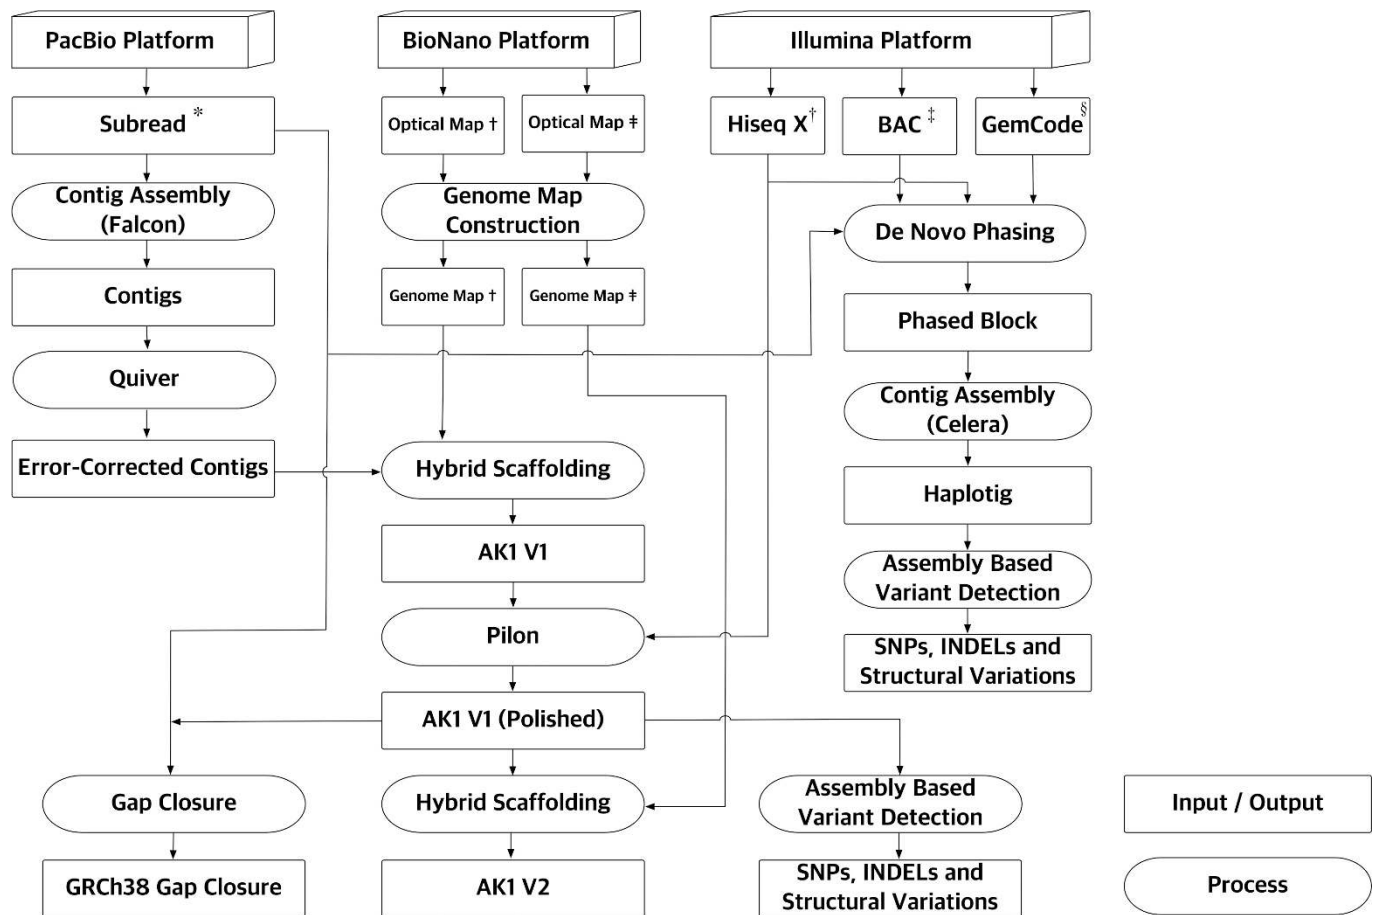 PacBio Platform
BioNano Platform
Illumina Platform
Subread *
Optical Map †
Optical Map ⹋
Hiseq X†
BAC ‡
GemCode§
Contig Assembly
(Falcon)
Genome Map
Construction
De Novo Phasing
Contigs
Genome Map †
Genome Map ⹋
Phased Block
Quiver
Contig Assembly
(Celera)
Error-Corrected Contigs
Hybrid Scaffolding
Haplotig
AK1 V1
Assembly Based
Variant Detection
Pilon
SNPs, INDELs and
Structural Variations
AK1 V1 (Polished)
Gap Closure
Hybrid Scaffolding
Assembly Based
Variant Detection
Input / Output
GRCh38 Gap Closure
AK1 V2
SNPs, INDELs and
Structural Variations
Process